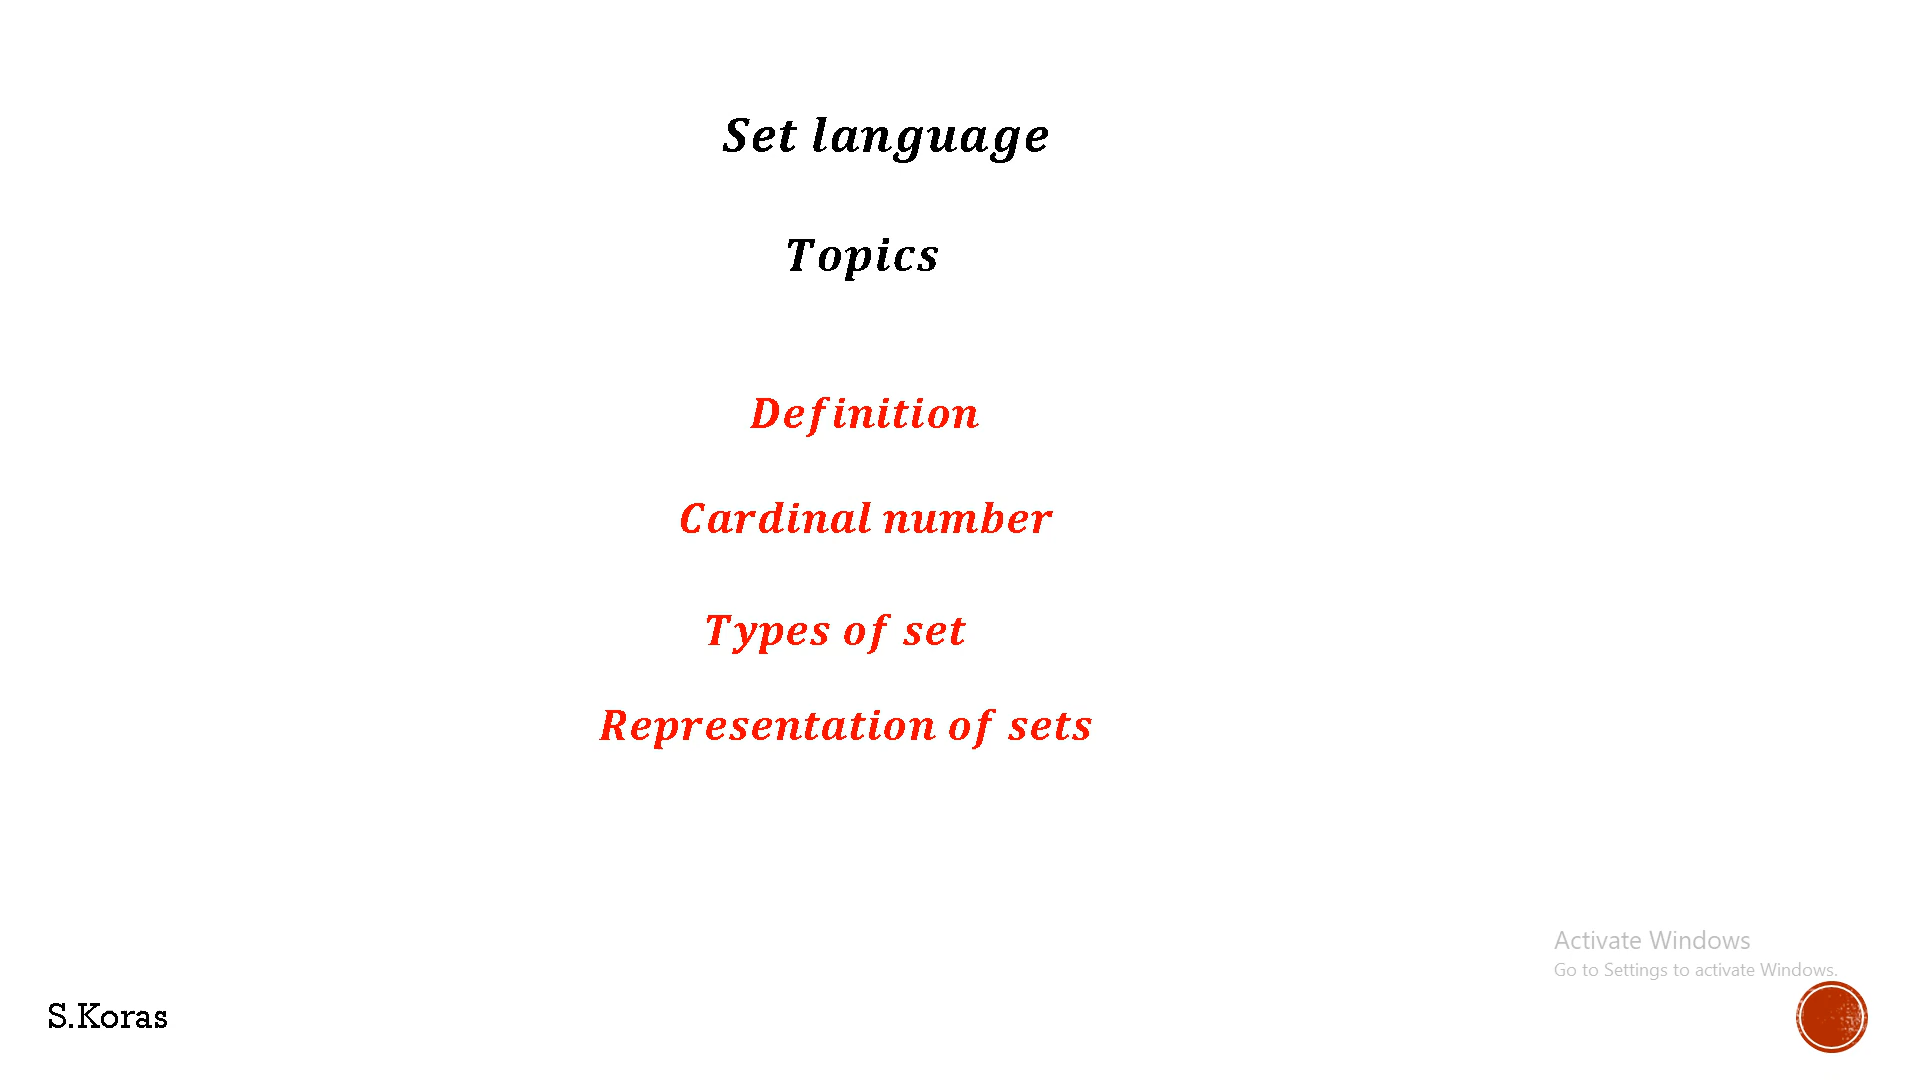 Set language
Topics
Definition
Cardinal number
Types of set
Representation of sets
Activate Windows
Go to Settings to activate Windows.
S.Koras